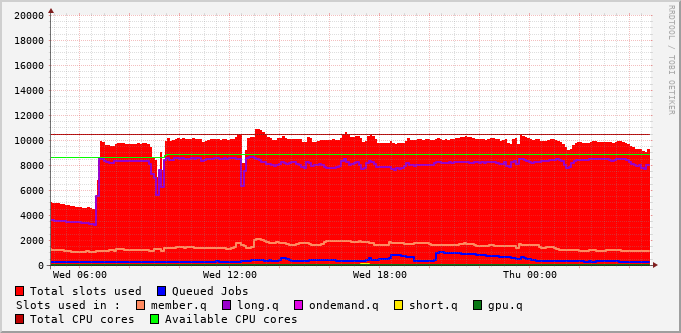 20000
18000
16000
14000
12000
10000
8000
6000
4000
2000
0
Wed 06:00 Wed 12:00 Wed 18:00 Thu 00:00
RRDTOOL / TOBI OETIKER
Total slots used Queued Jobs
Slots used in : member.q long.q ondemand.q short.q gpu.q
Total CPU cores Available CPU cores